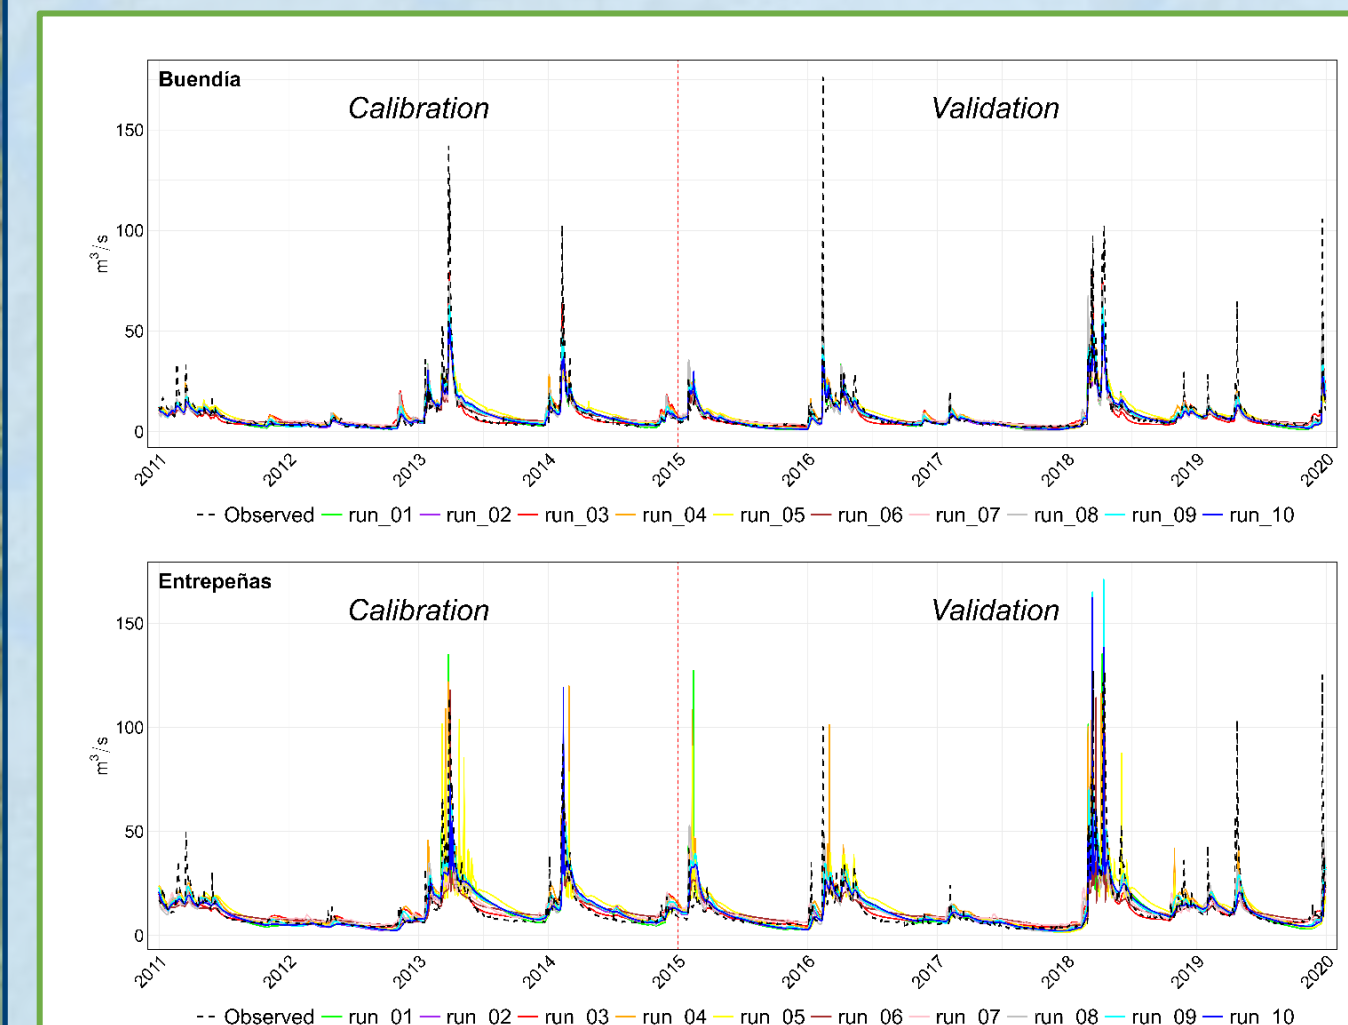 Buendía
Calibration Validation
150
100
50
0
m³/s
2011 2012 2013 2014 2015 2016 2017 2018 2019 2020
Observed run_01 run_02 run_03 run_04 run_05 run_06 run_07 run_08 run_09 run_10
Entrepeñas
Calibration Validation
150
100
50
0
m³/s
2011 2012 2013 2014 2015 2016 2017 2018 2019 2020
Observed run_01 run_02 run_03 run_04 run_05 run_06 run_07 run_08 run_09 run_10